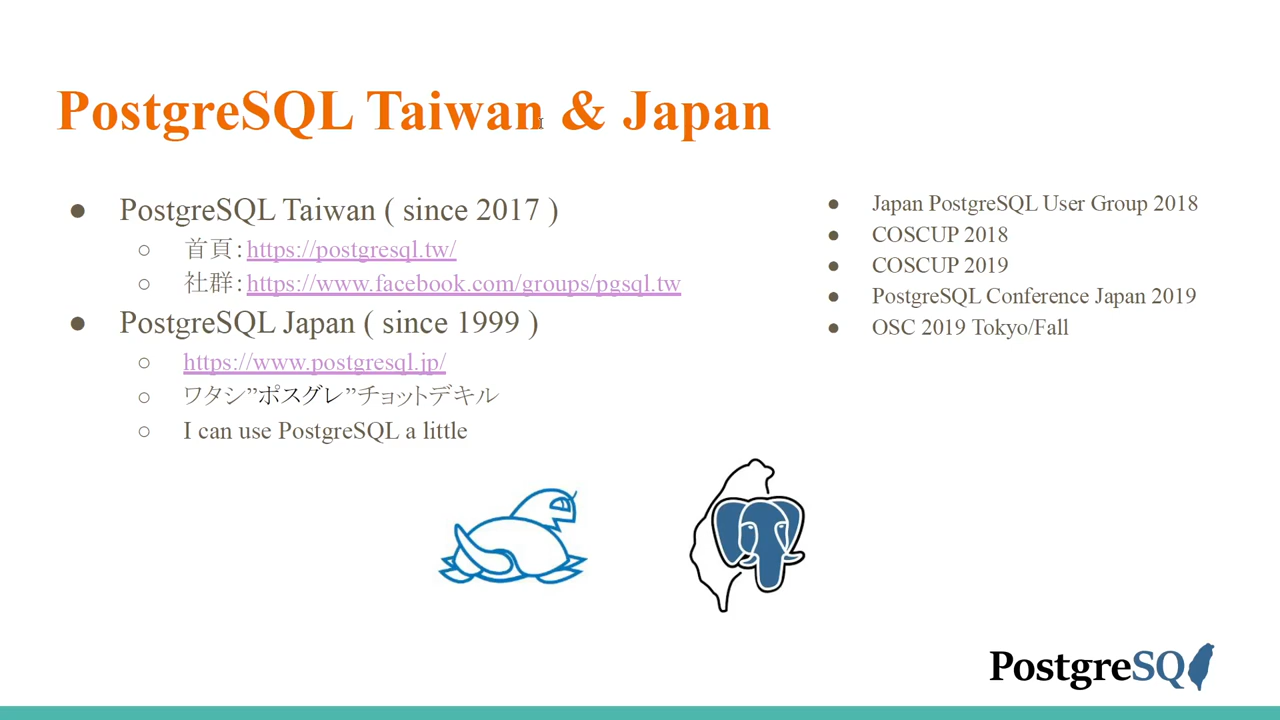 PostgreSQL Taiwan & Japan
PostgreSQL Taiwan ( since 2017 )
首頁：https://postgresql.tw/
社群：https://www.facebook.com/groups/pgsql.tw
PostgreSQL Japan ( since 1999 )
https://www.postgresql.jp/
ワタシ”ポスグレ”チョットデキル
I can use PostgreSQL a little
Japan PostgreSQL User Group 2018
COSCUP 2018
COSCUP 2019
PostgreSQL Conference Japan 2019
OSC 2019 Tokyo/Fall
PostgreSQ